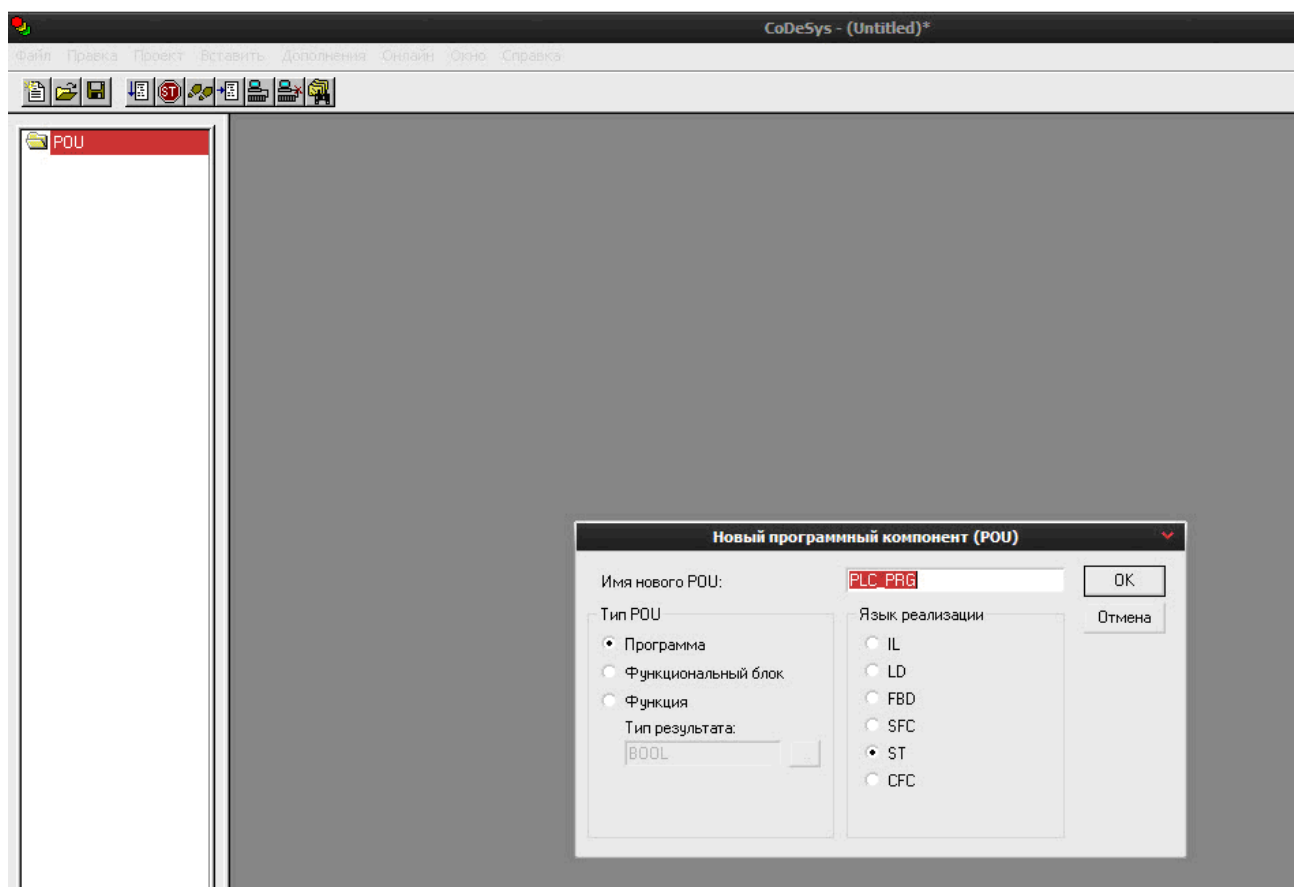 CoDeSys - (Untitled)*
Файл Правка Проект Вставить Дополнения Онлайн Окно Справка
ST
POU
Новый программный компонент (POU)
Имя нового POU: PLC_PRG OK
Тип POU Язык реализации Отмена
Программа IL
Функциональный блок LD
Функция FBD
Тип результата: SFC
BOOL ... ST
CFC